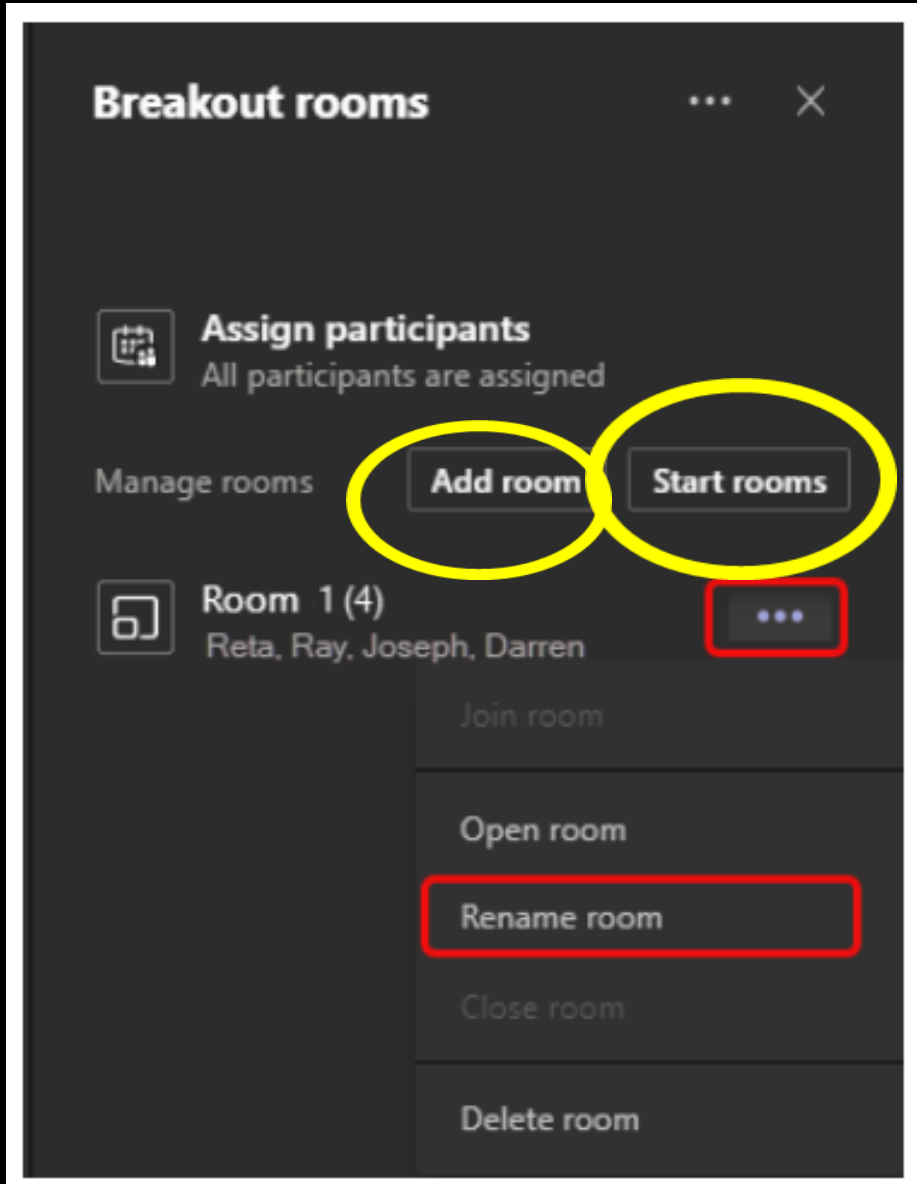 Breakout rooms
Assign participants
All participants are assigned
Manage rooms Add room Start rooms
Room 1 (4)
Reta, Ray, Joseph, Darren
Join room
Open room
Rename room
Close room
Delete room